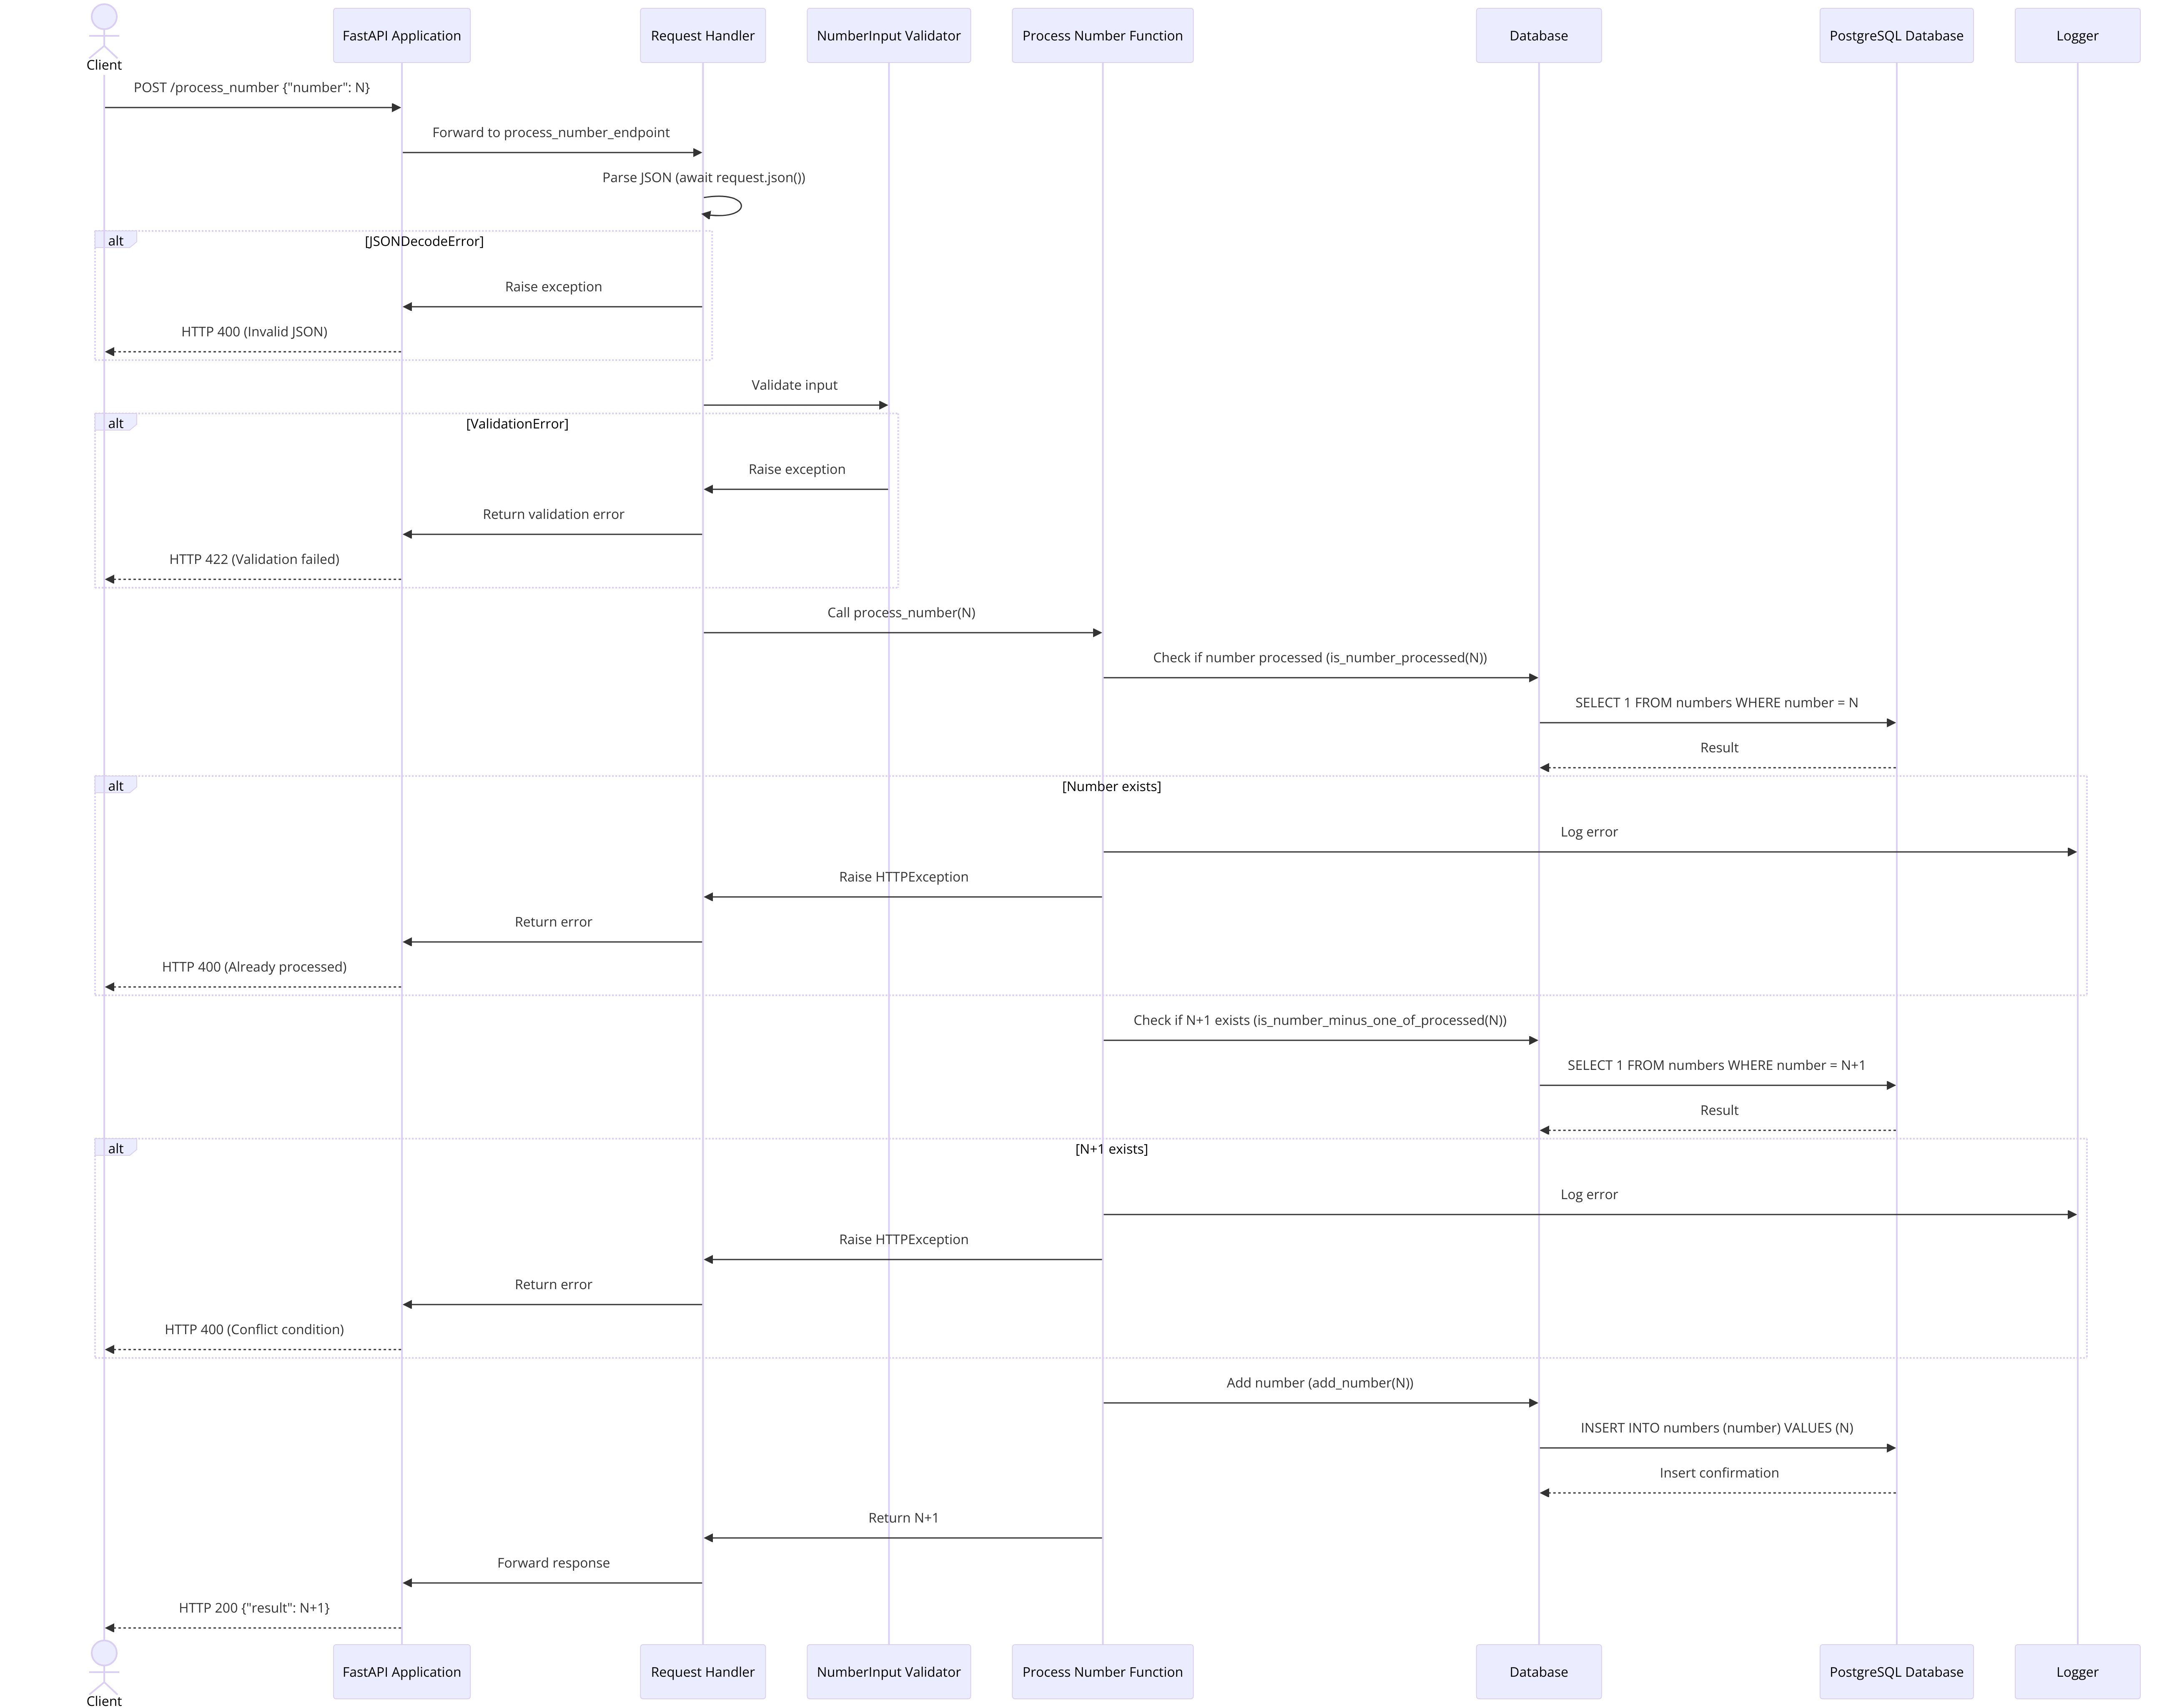 Client
FastAPI Application
Request Handler
NumberInput Validator
Process Number Function
Database
PostgreSQL Database
Logger
POST /process_number {"number": N}
Forward to process_number_endpoint
Parse JSON (await request.json())
alt
[JSONDecodeError]
Raise exception
HTTP 400 (Invalid JSON)
Validate input
alt
[ValidationError]
Raise exception
Return validation error
HTTP 422 (Validation failed)
Call process_number(N)
Check if number processed (is_number_processed(N))
SELECT 1 FROM numbers WHERE number = N
Result
alt
[Number exists]
Log error
Raise HTTPException
Return error
HTTP 400 (Already processed)
Check if N+1 exists (is_number_minus_one_of_processed(N))
SELECT 1 FROM numbers WHERE number = N+1
Result
alt
[N+1 exists]
Log error
Raise HTTPException
Return error
HTTP 400 (Conflict condition)
Add number (add_number(N))
INSERT INTO numbers (number) VALUES (N)
Insert confirmation
Return N+1
Forward response
HTTP 200 {"result": N+1}
Client
FastAPI Application
Request Handler
NumberInput Validator
Process Number Function
Database
PostgreSQL Database
Logger